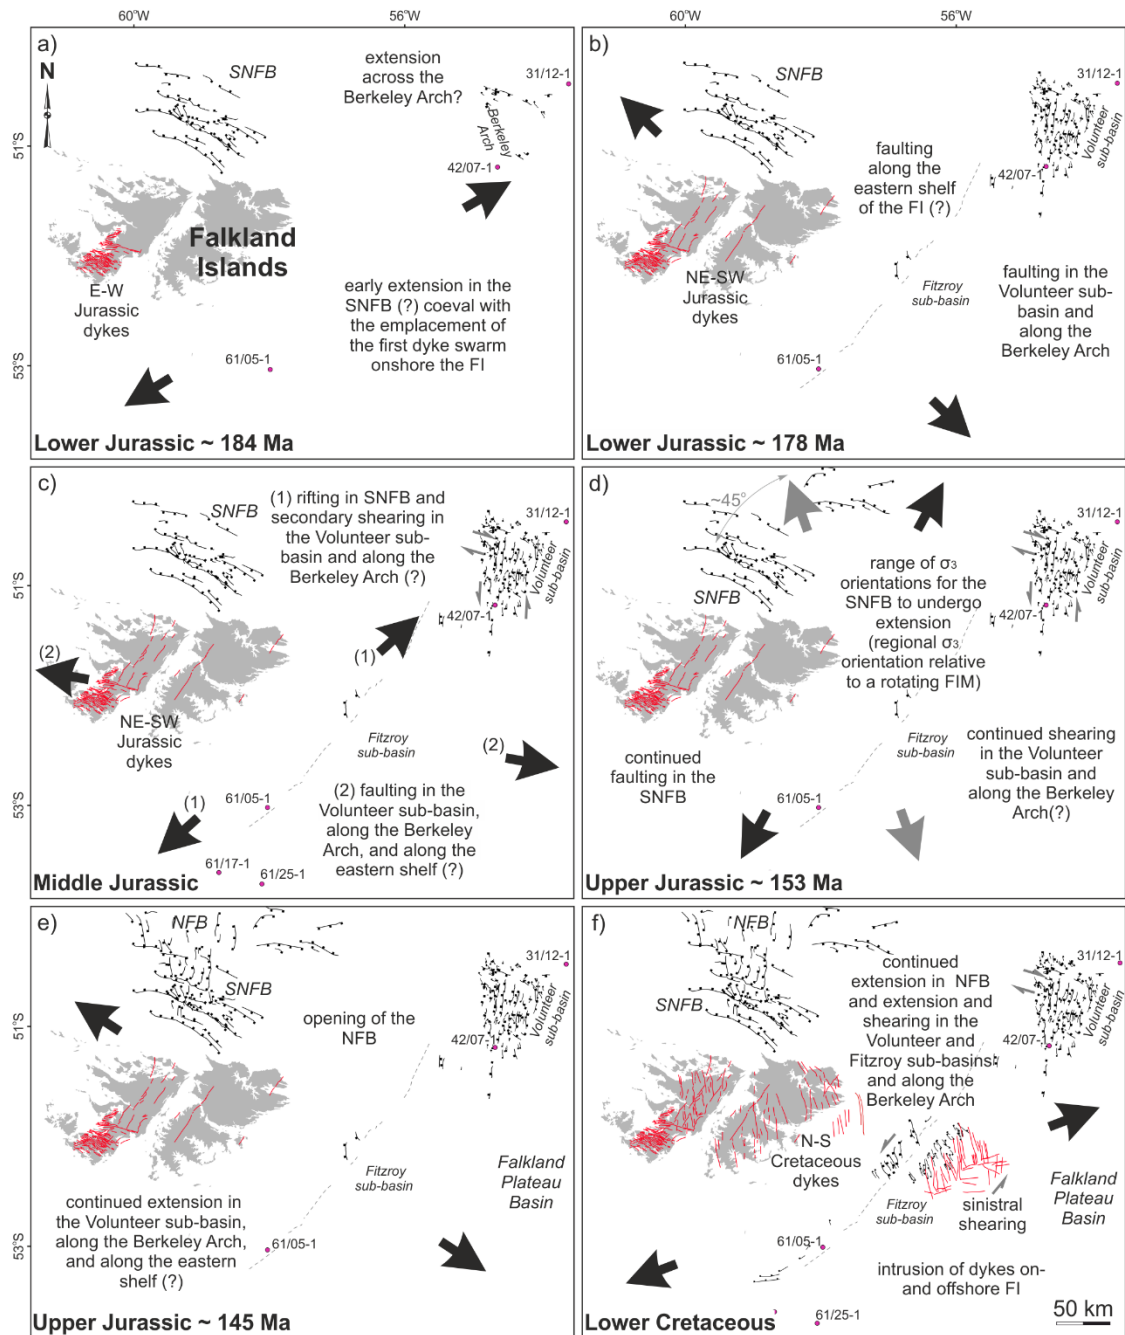 60°W
56°W
60°W
56°W
a)
N
SNFB
extension
across the
Berkeley Arch?
31/12-1
Berkeley
Arch
51°S
42/07-1
Falkland
Islands
E-W
Jurassic
dykes
early extension in the
SNFB (?) coeval with
the emplacement of
the first dyke swarm
onshore the FI
53°S
61/05-1
Lower Jurassic ~ 184 Ma
b)
SNFB
31/12-1
Volunteer
sub-basin
faulting
along the
eastern shelf
of the FI (?)
42/07-1
NE-SW
Jurassic
dykes
Fitzroy
sub-basin
faulting in the
Volunteer sub-
basin and
along the
Berkeley Arch
61/05-1
Lower Jurassic ~ 178 Ma
c)
SNFB
(1) rifting in SNFB and
secondary shearing in
the Volunteer sub-
basin and along the
Berkeley Arch (?)
31/12-1
Volunteer
sub-basin
51°S
42/07-1
(2)
(1)
NE-SW
Jurassic
dykes
Fitzroy
sub-basin
(2)
53°S
(1)
61/05-1
(2) faulting in the
Volunteer sub-basin,
along the Berkeley
Arch, and along the
eastern shelf (?)
61/17-1
61/25-1
Middle Jurassic
d)
~45°
31/12-1
Volunteer
sub-basin
SNFB
range of σ3
orientations for the
SNFB to undergo
extension
(regional σ3
orientation relative
to a rotating FIM)
42/07-1
Fitzroy
sub-basin
continued
faulting in the
SNFB
continued shearing
in the Volunteer
sub-basin and
along the Berkeley
Arch(?)
61/05-1
Upper Jurassic ~ 153 Ma
e)
NFB
31/12-1
SNFB
Volunteer
sub-basin
opening of the
NFB
51°S
42/07-1
Fitzroy
sub-basin
Falkland
Plateau
Basin
continued extension in
the Volunteer sub-basin,
along the Berkeley Arch,
and along the eastern
shelf (?)
53°S
61/05-1
Upper Jurassic ~ 145 Ma
f)
NFB
31/12-1
SNFB
Volunteer
sub-basin
continued
extension in NFB
and extension and
shearing in the
Volunteer and
Fitzroy sub-basins
and along the
Berkeley Arch
42/07-1
N-S
Cretaceous
dykes
Fitzroy
sub-basin
sinistral
shearing
Falkland
Plateau
Basin
61/05-1
intrusion of dykes on-
and offshore FI
61/25-1
50 km
Lower Cretaceous